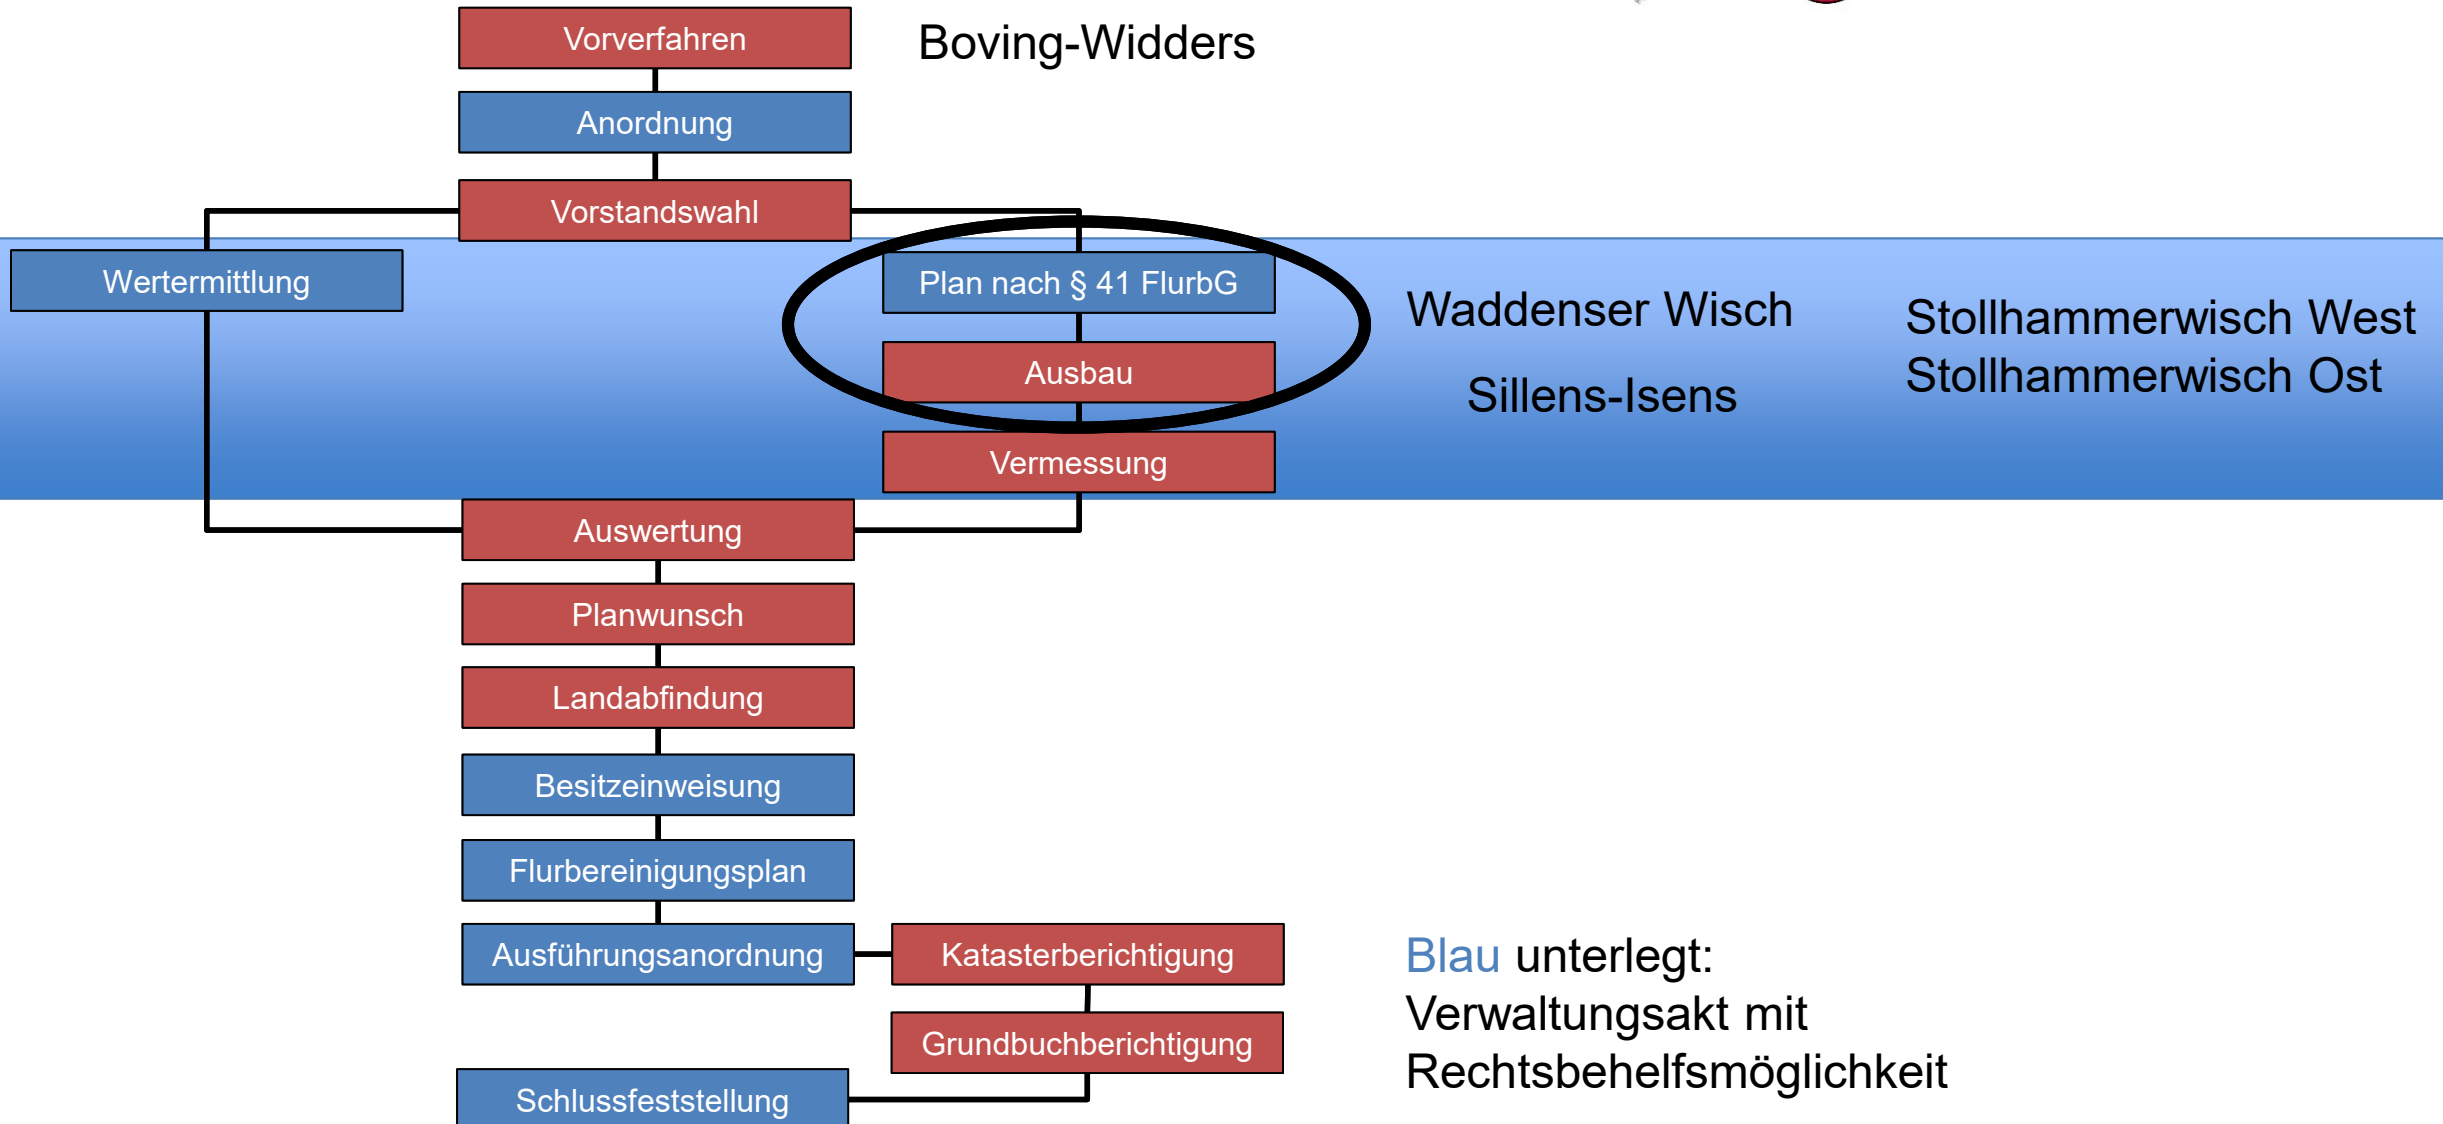 Vorverfahren
Boving-Widders
Anordnung
Vorstandswahl
Wertermittlung
Plan nach § 41 FlurbG
Ausbau
Vermessung
Waddenser Wisch
Sillens-Isens
Stollhammerwisch West
Stollhammerwisch Ost
Auswertung
Planwunsch
Landabfindung
Besitzeinweisung
Flurbereinigungsplan
Ausführungsanordnung
Katasterberichtigung
Grundbuchberichtigung
Schlussfeststellung
Blau unterlegt:
Verwaltungsakt mit
Rechtsbehelfsmöglichkeit